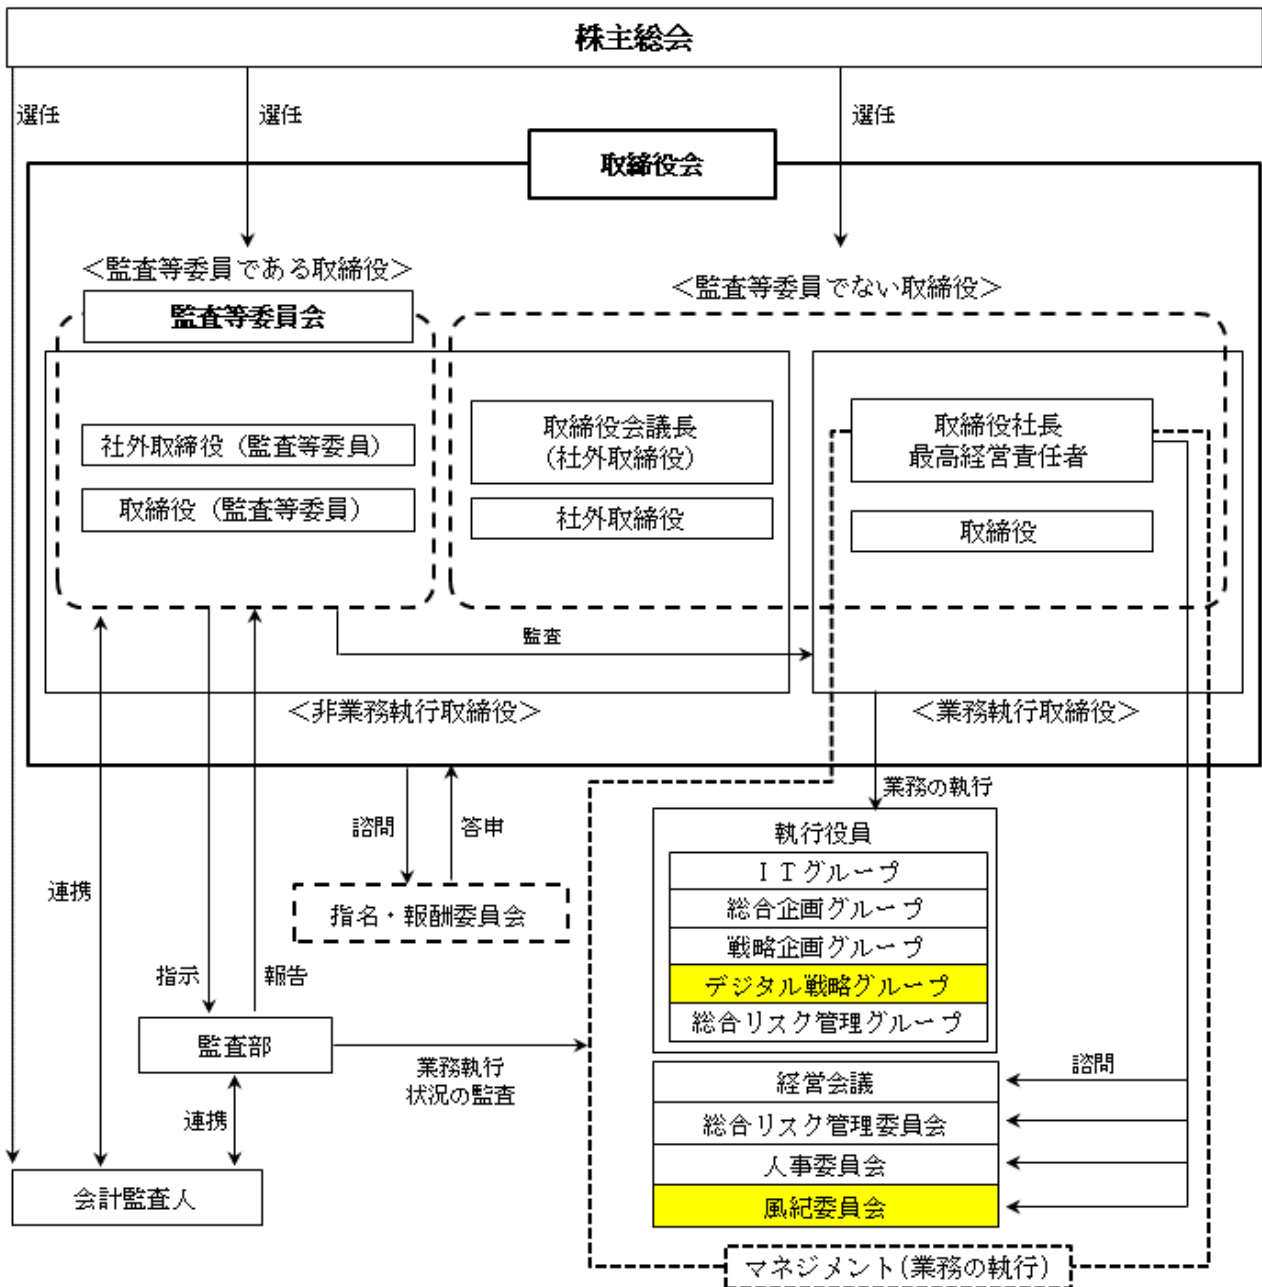 株主総会
選任
選任
選任
取締役会
＜監査等委員である取締役＞
＜監査等委員でない取締役＞
監査等委員会
社外取締役（監査等委員）
取締役（監査等委員）
取締役会議長
（社外取締役）
社外取締役
取締役社長
最高経営責任者
取締役
監査
＜非業務執行取締役＞
＜業務執行取締役＞
業務の執行
諮問
答申
指名・報酬委員会
連携
指示
報告
執行役員
ＩＴグループ
総合企画グループ
戦略企画グループ
デジタル戦略グループ
総合リスク管理グループ
監査部
業務執行
状況の監査
連携
諮問
経営会議
総合リスク管理委員会
人事委員会
風紀委員会
会計監査人
マネジメント(業務の執行)